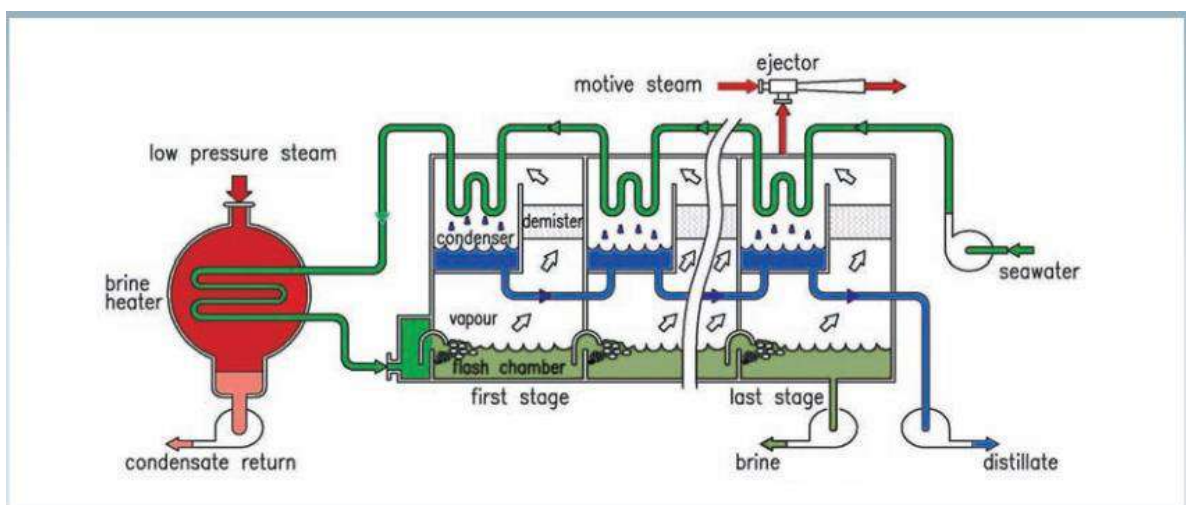 ejector
motive steam
low pressure steam
demister
condenser
brine
heater
seawater
vapour
flash chamber
first stage
last stage
condensate return
brine
distillate